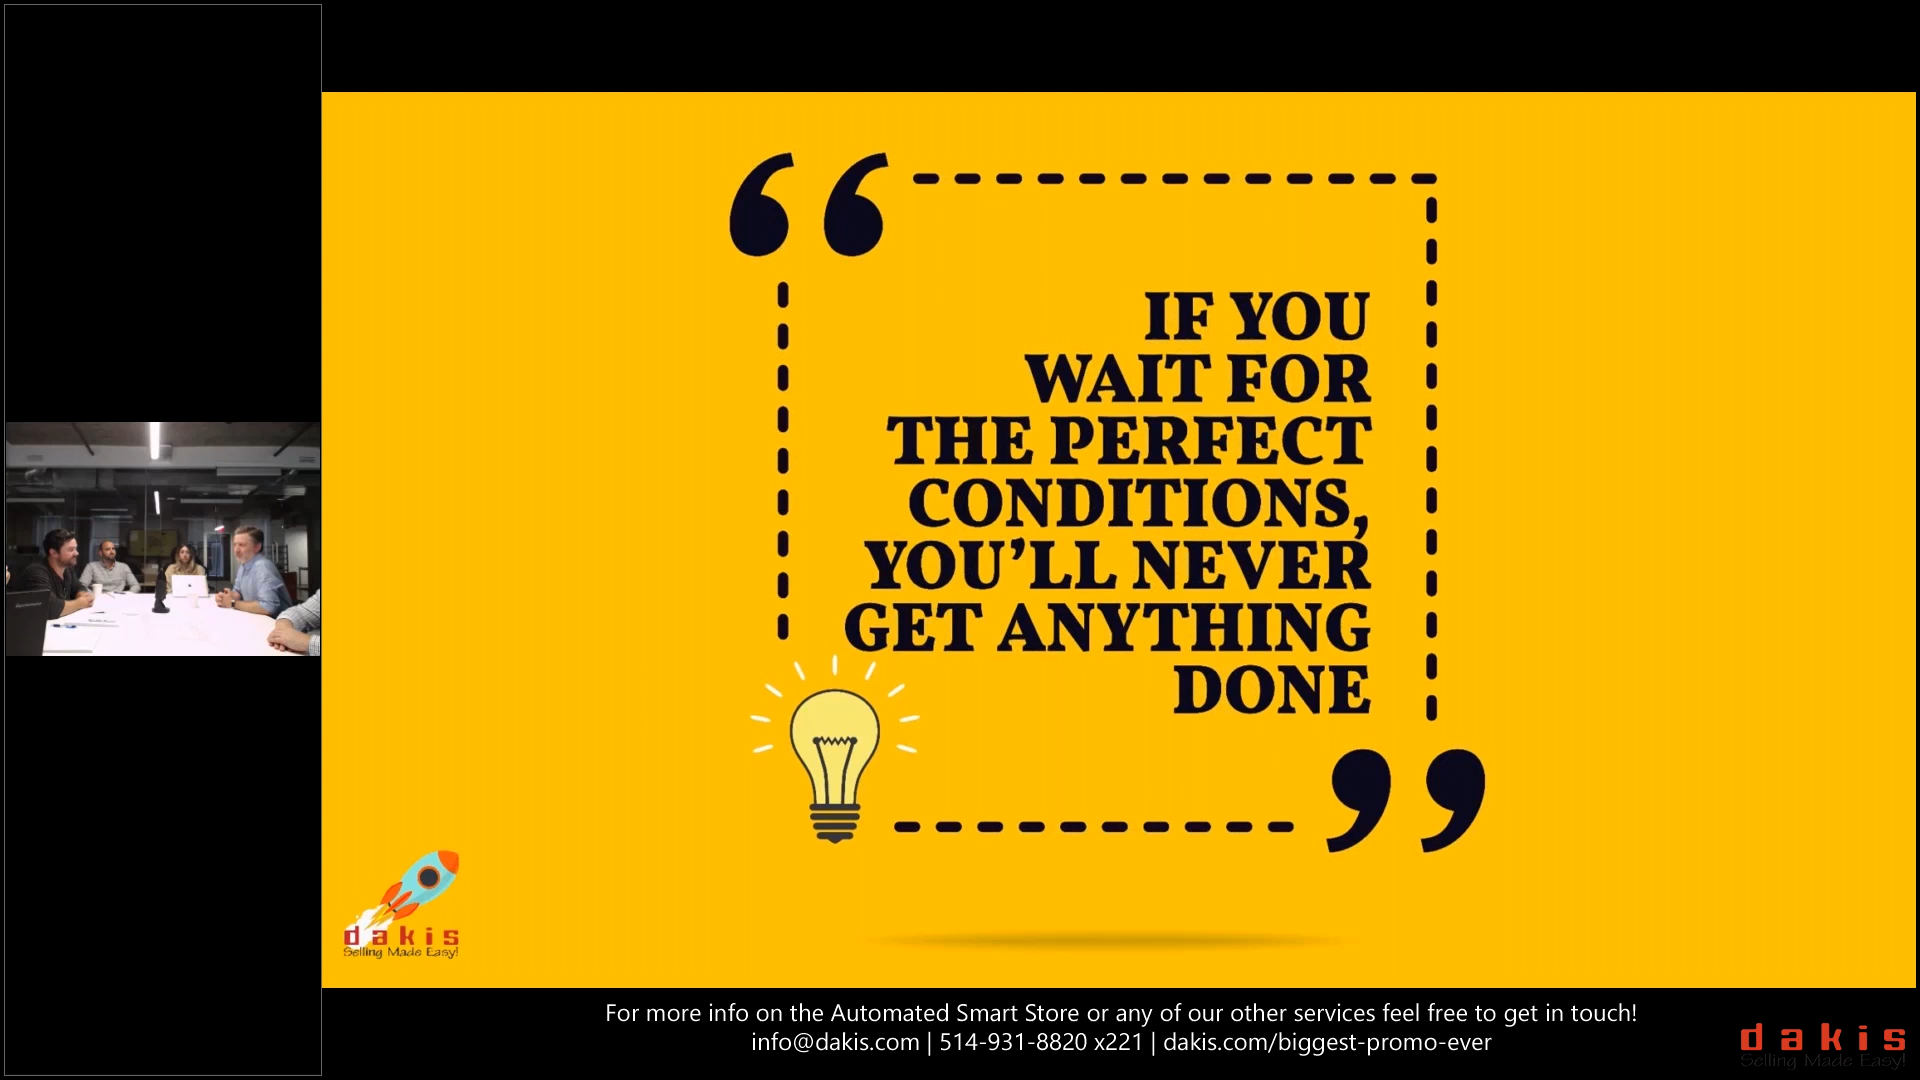 IF YOU
WAIT FOR
THE PERFECT
CONDITIONS,
YOU'LL NEVER
GET ANYTHING
DONE
dakis
Selling Made Easy!
For more info on the Automated Smart Store or any of our other services feel free to get in touch!
info@dakis.com | 514-931-8820 x221 | dakis.com/biggest-promo-ever
dakis
Selling Made Easy!